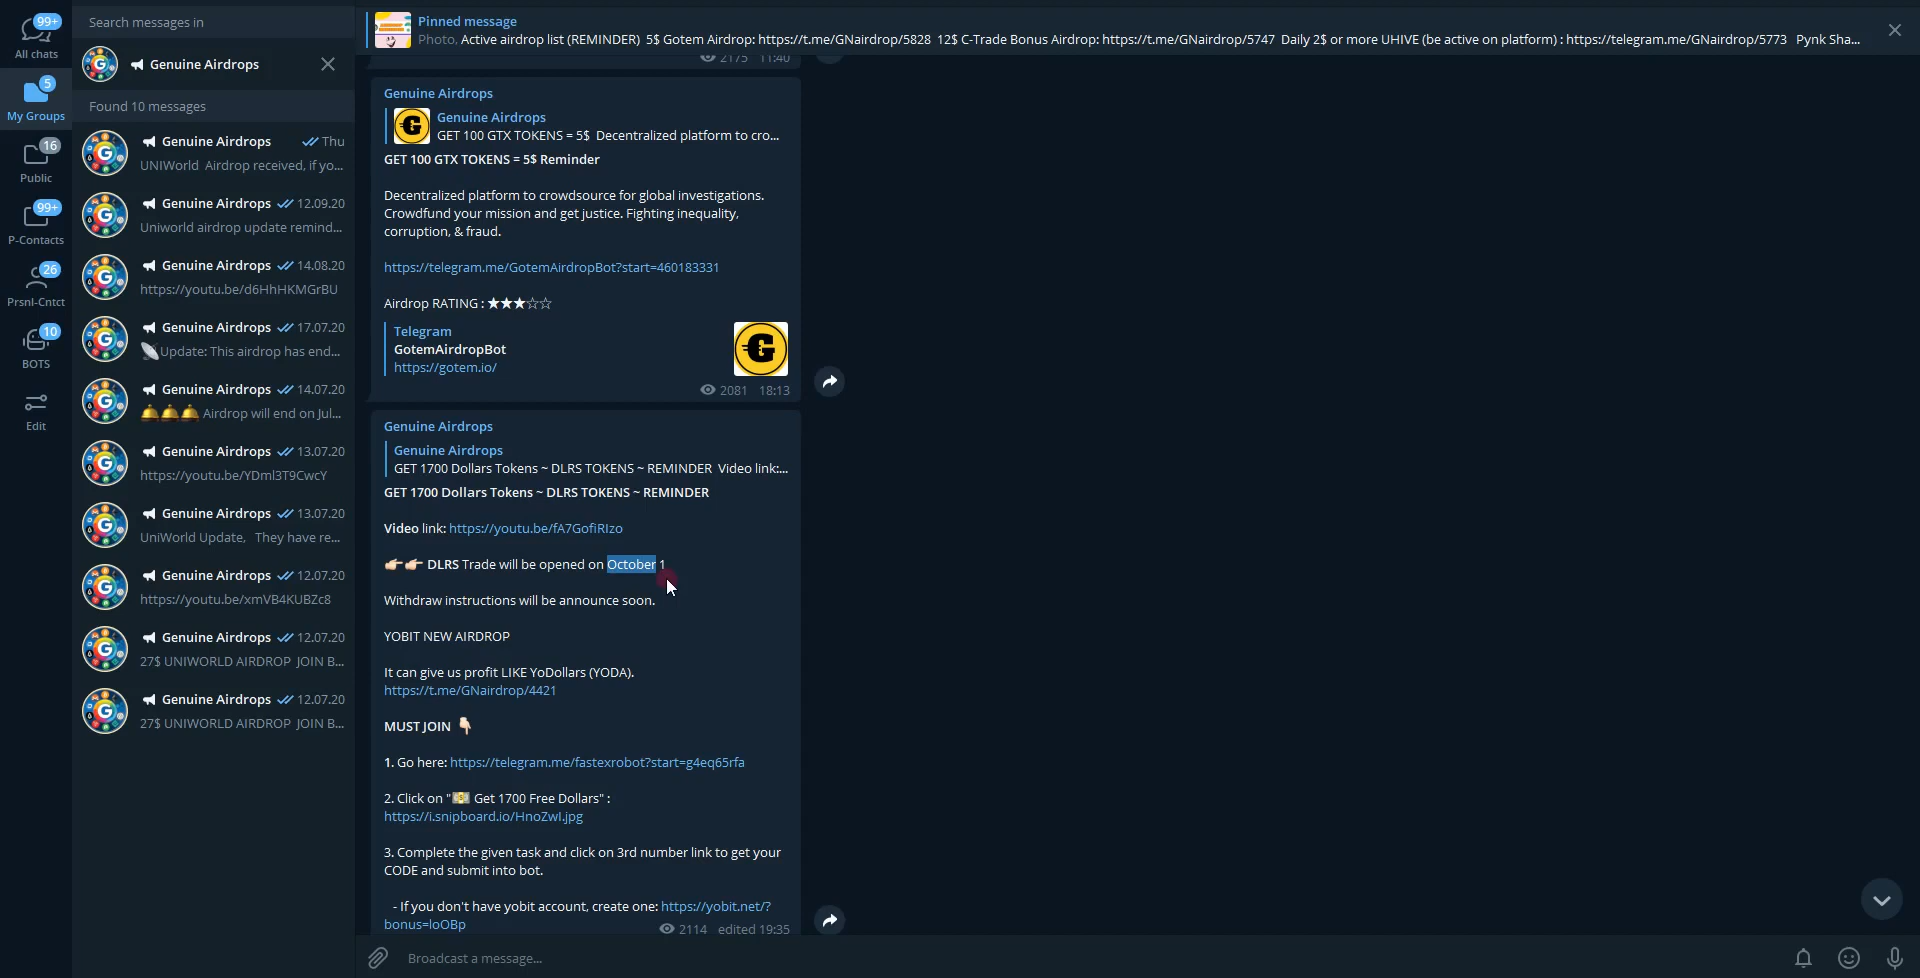 99+
All chats
5
My Groups
16
Public
99+
P-Contacts
26
Prsnl-Cntct
10
BOTS
Edit
Search messages in
Genuine Airdrops
Found 10 messages
Genuine Airdrops Thu
UNIWorld Airdrop received, if yo...
Genuine Airdrops 12.09.20
Uniworld airdrop update remind...
Genuine Airdrops 14.08.20
https://youtu.be/d6HhHKMGrBU
Genuine Airdrops 17.07.20
Update: This airdrop has end...
Genuine Airdrops 14.07.20
Airdrop will end on Jul...
Genuine Airdrops 13.07.20
https://youtu.be/YDml3T9CwcY
Genuine Airdrops 13.07.20
UniWorld Update, They have re...
Genuine Airdrops 12.07.20
https://youtu.be/xmVB4KUBZc8
Genuine Airdrops 12.07.20
27$ UNIWORLD AIRDROP JOIN B...
Genuine Airdrops 12.07.20
27$ UNIWORLD AIRDROP JOIN B...
Pinned message
Photo, Active airdrop list (REMINDER) 5$ Gotem Airdrop: https://t.me/GNairdrop/5828 12$ C-Trade Bonus Airdrop: https://t.me/GNairdrop/5747 Daily 2$ or more UHIVE (be active on platform) : https://telegram.me/GNairdrop/5773 Pynk Sha...
2175 11:40
Genuine Airdrops
Genuine Airdrops
GET 100 GTX TOKENS = 5$ Decentralized platform to cro...
GET 100 GTX TOKENS = 5$ Reminder
Decentralized platform to crowdsource for global investigations.
Crowdfund your mission and get justice. Fighting inequality,
corruption, & fraud.
https://telegram.me/GotemAirdropBot?start=460183331
Airdrop RATING : ★★★☆☆
Telegram
GotemAirdropBot
https://gotem.io/
2081 18:13
Genuine Airdrops
Genuine Airdrops
GET 1700 Dollars Tokens ~ DLRS TOKENS ~ REMINDER Video link:...
GET 1700 Dollars Tokens ~ DLRS TOKENS ~ REMINDER
Video link: https://youtu.be/fA7GofiRIzo
👉🏻👉🏻 DLRS Trade will be opened on October 1
Withdraw instructions will be announce soon.
YOBIT NEW AIRDROP
It can give us profit LIKE YoDollars (YODA).
https://t.me/GNairdrop/4421
MUST JOIN 👇🏻
1. Go here: https://telegram.me/fastexrobot?start=g4eq65rfa
2. Click on "💵 Get 1700 Free Dollars" :
https://i.snipboard.io/HnoZwI.jpg
3. Complete the given task and click on 3rd number link to get your
CODE and submit into bot.
- If you don't have yobit account, create one: https://yobit.net/?
bonus=loOBp
2114 edited 19:35
Broadcast a message...